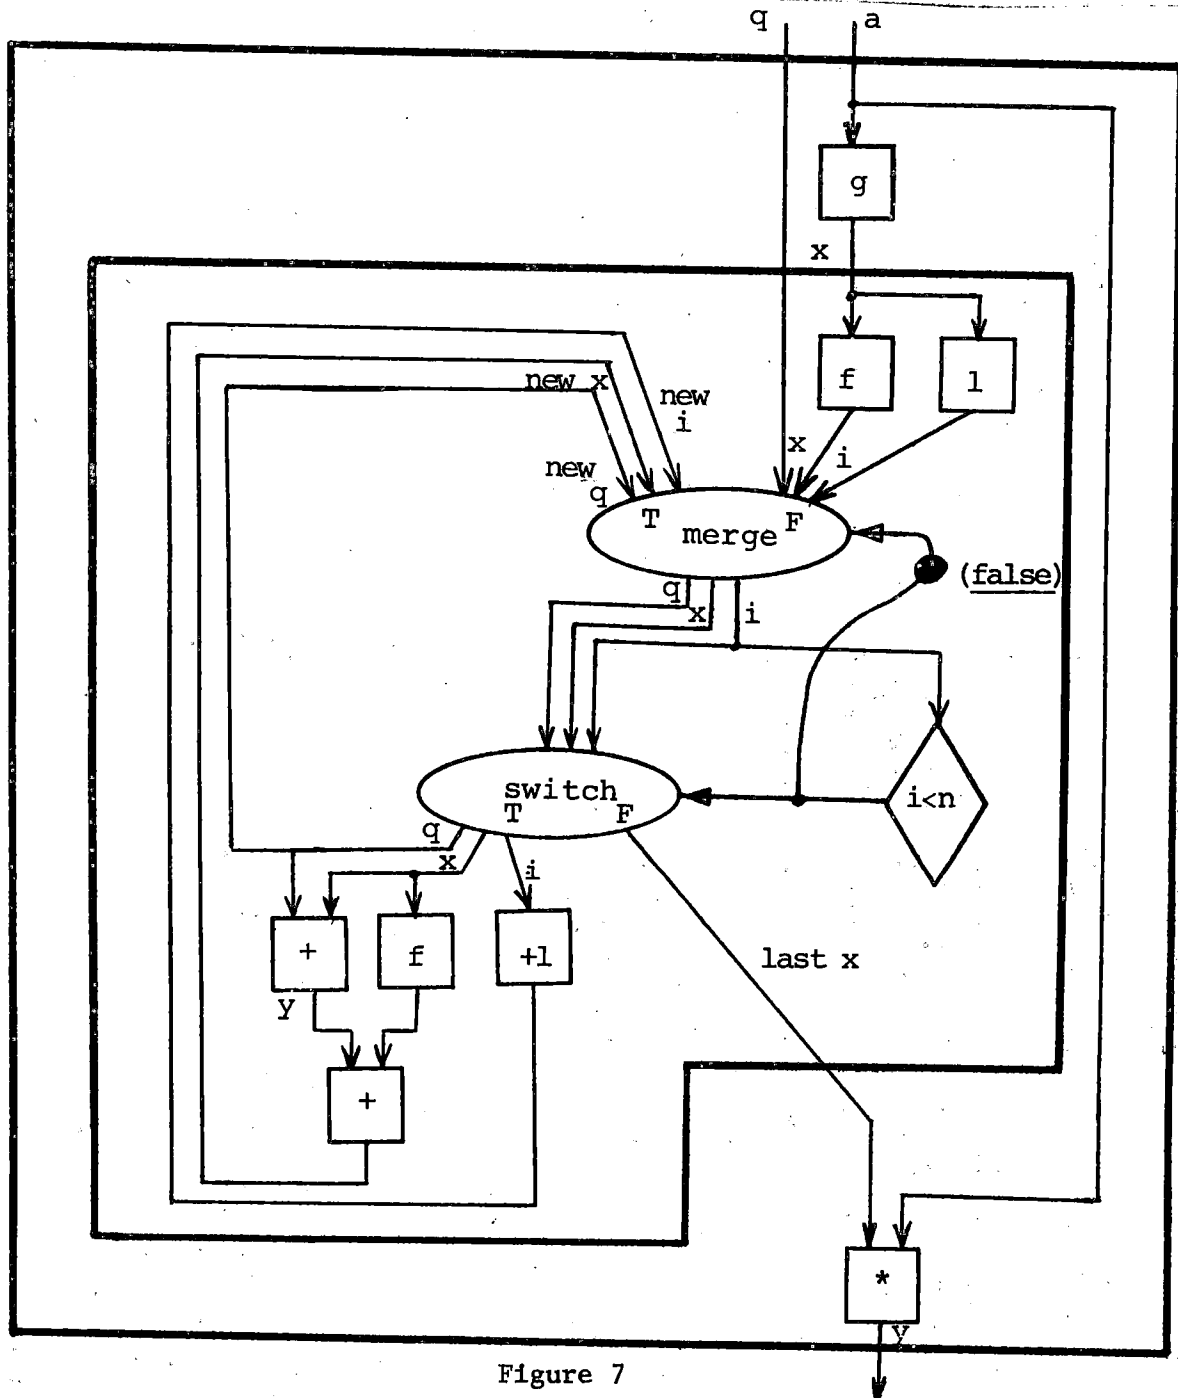 q a
g
x
f 1
new x
new
i
x i
new
q
T merge F
(false)
q x i
switch
T F
i<n
q
x
i
+ f +1
last x
y
+
*
y
Figure 7